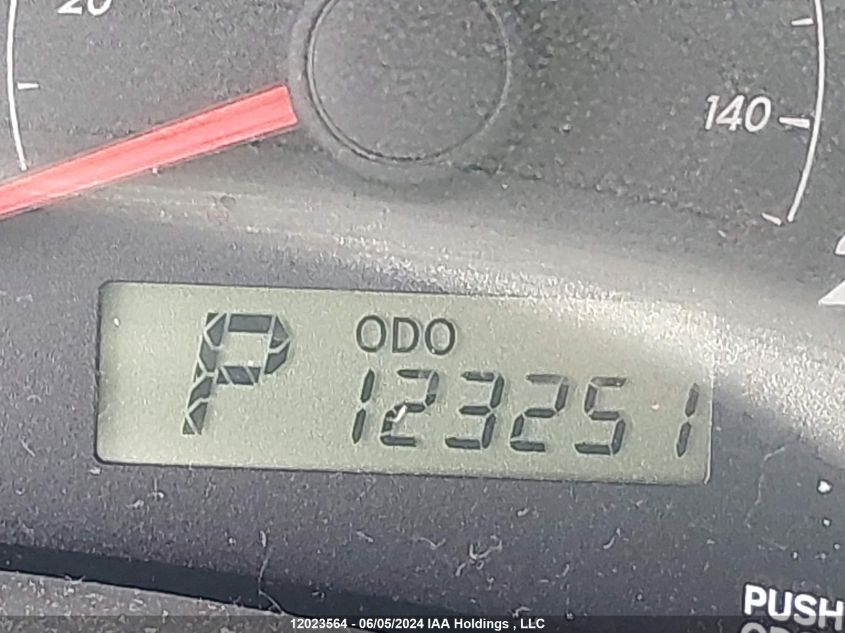 20
140
P
ODO
123251
PUSH
12023564 - 06/05/2024 IAA Holdings , LLC